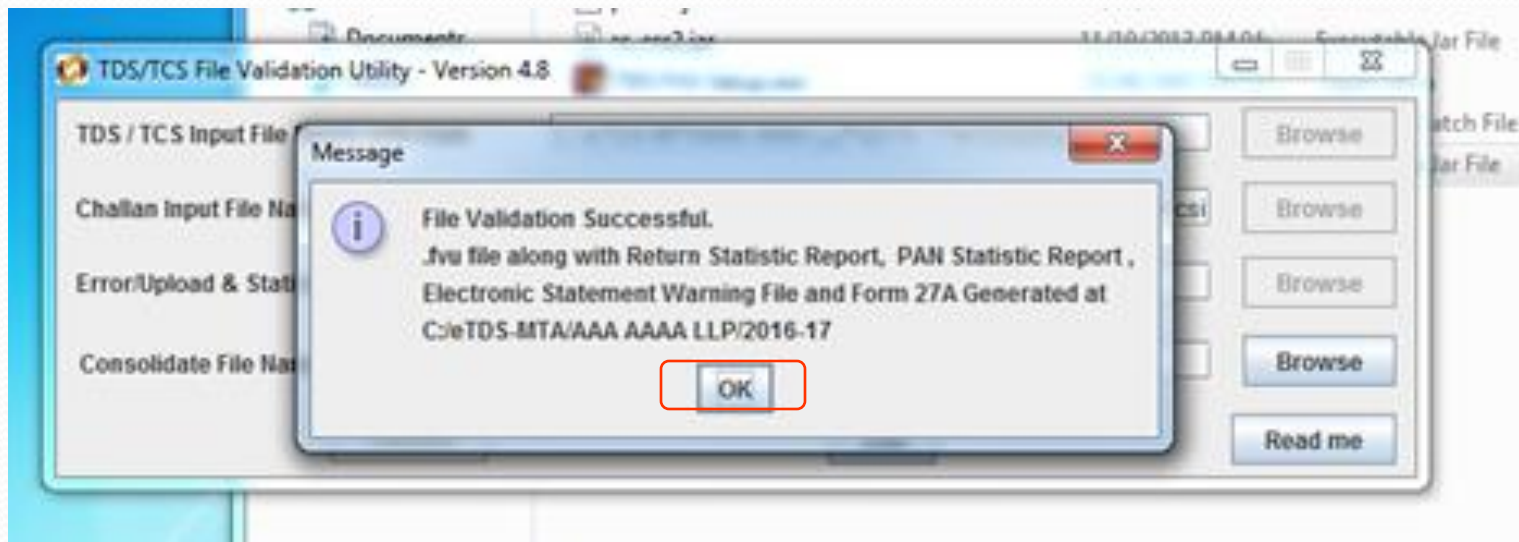 Documents
Jar File
TDS/TCS File Validation Utility - Version 4.8
TDS / TCS Input File
Browse
atch File
Jar File
Message
Challan Input File Na
csi
Browse
File Validation Successful.
.fvu file along with Return Statistic Report, PAN Statistic Report ,
Electronic Statement Warning File and Form 27A Generated at
C:/eTDS-MTA/AAA AAAA LLP/2016-17
Error/Upload & Stati
Browse
Consolidate File Nam
Browse
OK
Read me